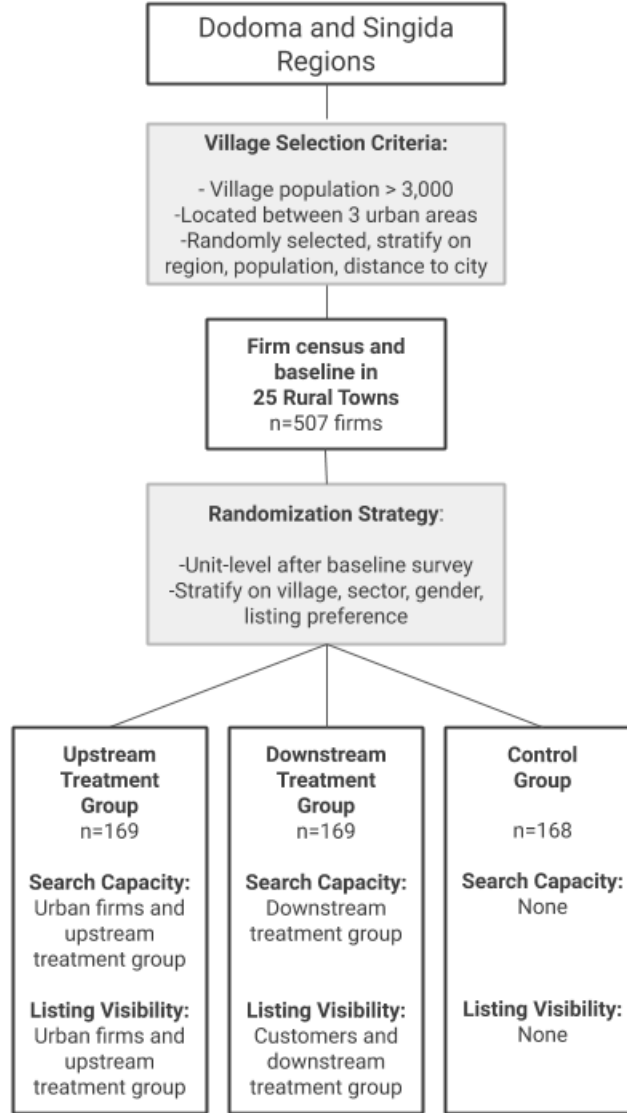 Dodoma and Singida
Regions
Village Selection Criteria:
- Village population > 3,000
-Located between 3 urban areas
-Randomly selected, stratify on
region, population, distance to city
Firm census and
baseline in
25 Rural Towns
n=507 firms
Randomization Strategy:
-Unit-level after baseline survey
-Stratify on village, sector, gender,
listing preference
Upstream
Treatment
Group
n=169
Search Capacity:
Urban firms and
upstream
treatment group
Listing Visibility:
Urban firms and
upstream
treatment group
Downstream
Treatment
Group
n=169
Search Capacity:
Downstream
treatment group
Listing Visibility:
Customers and
downstream
treatment group
Control
Group
n=168
Search Capacity:
None
Listing Visibility:
None